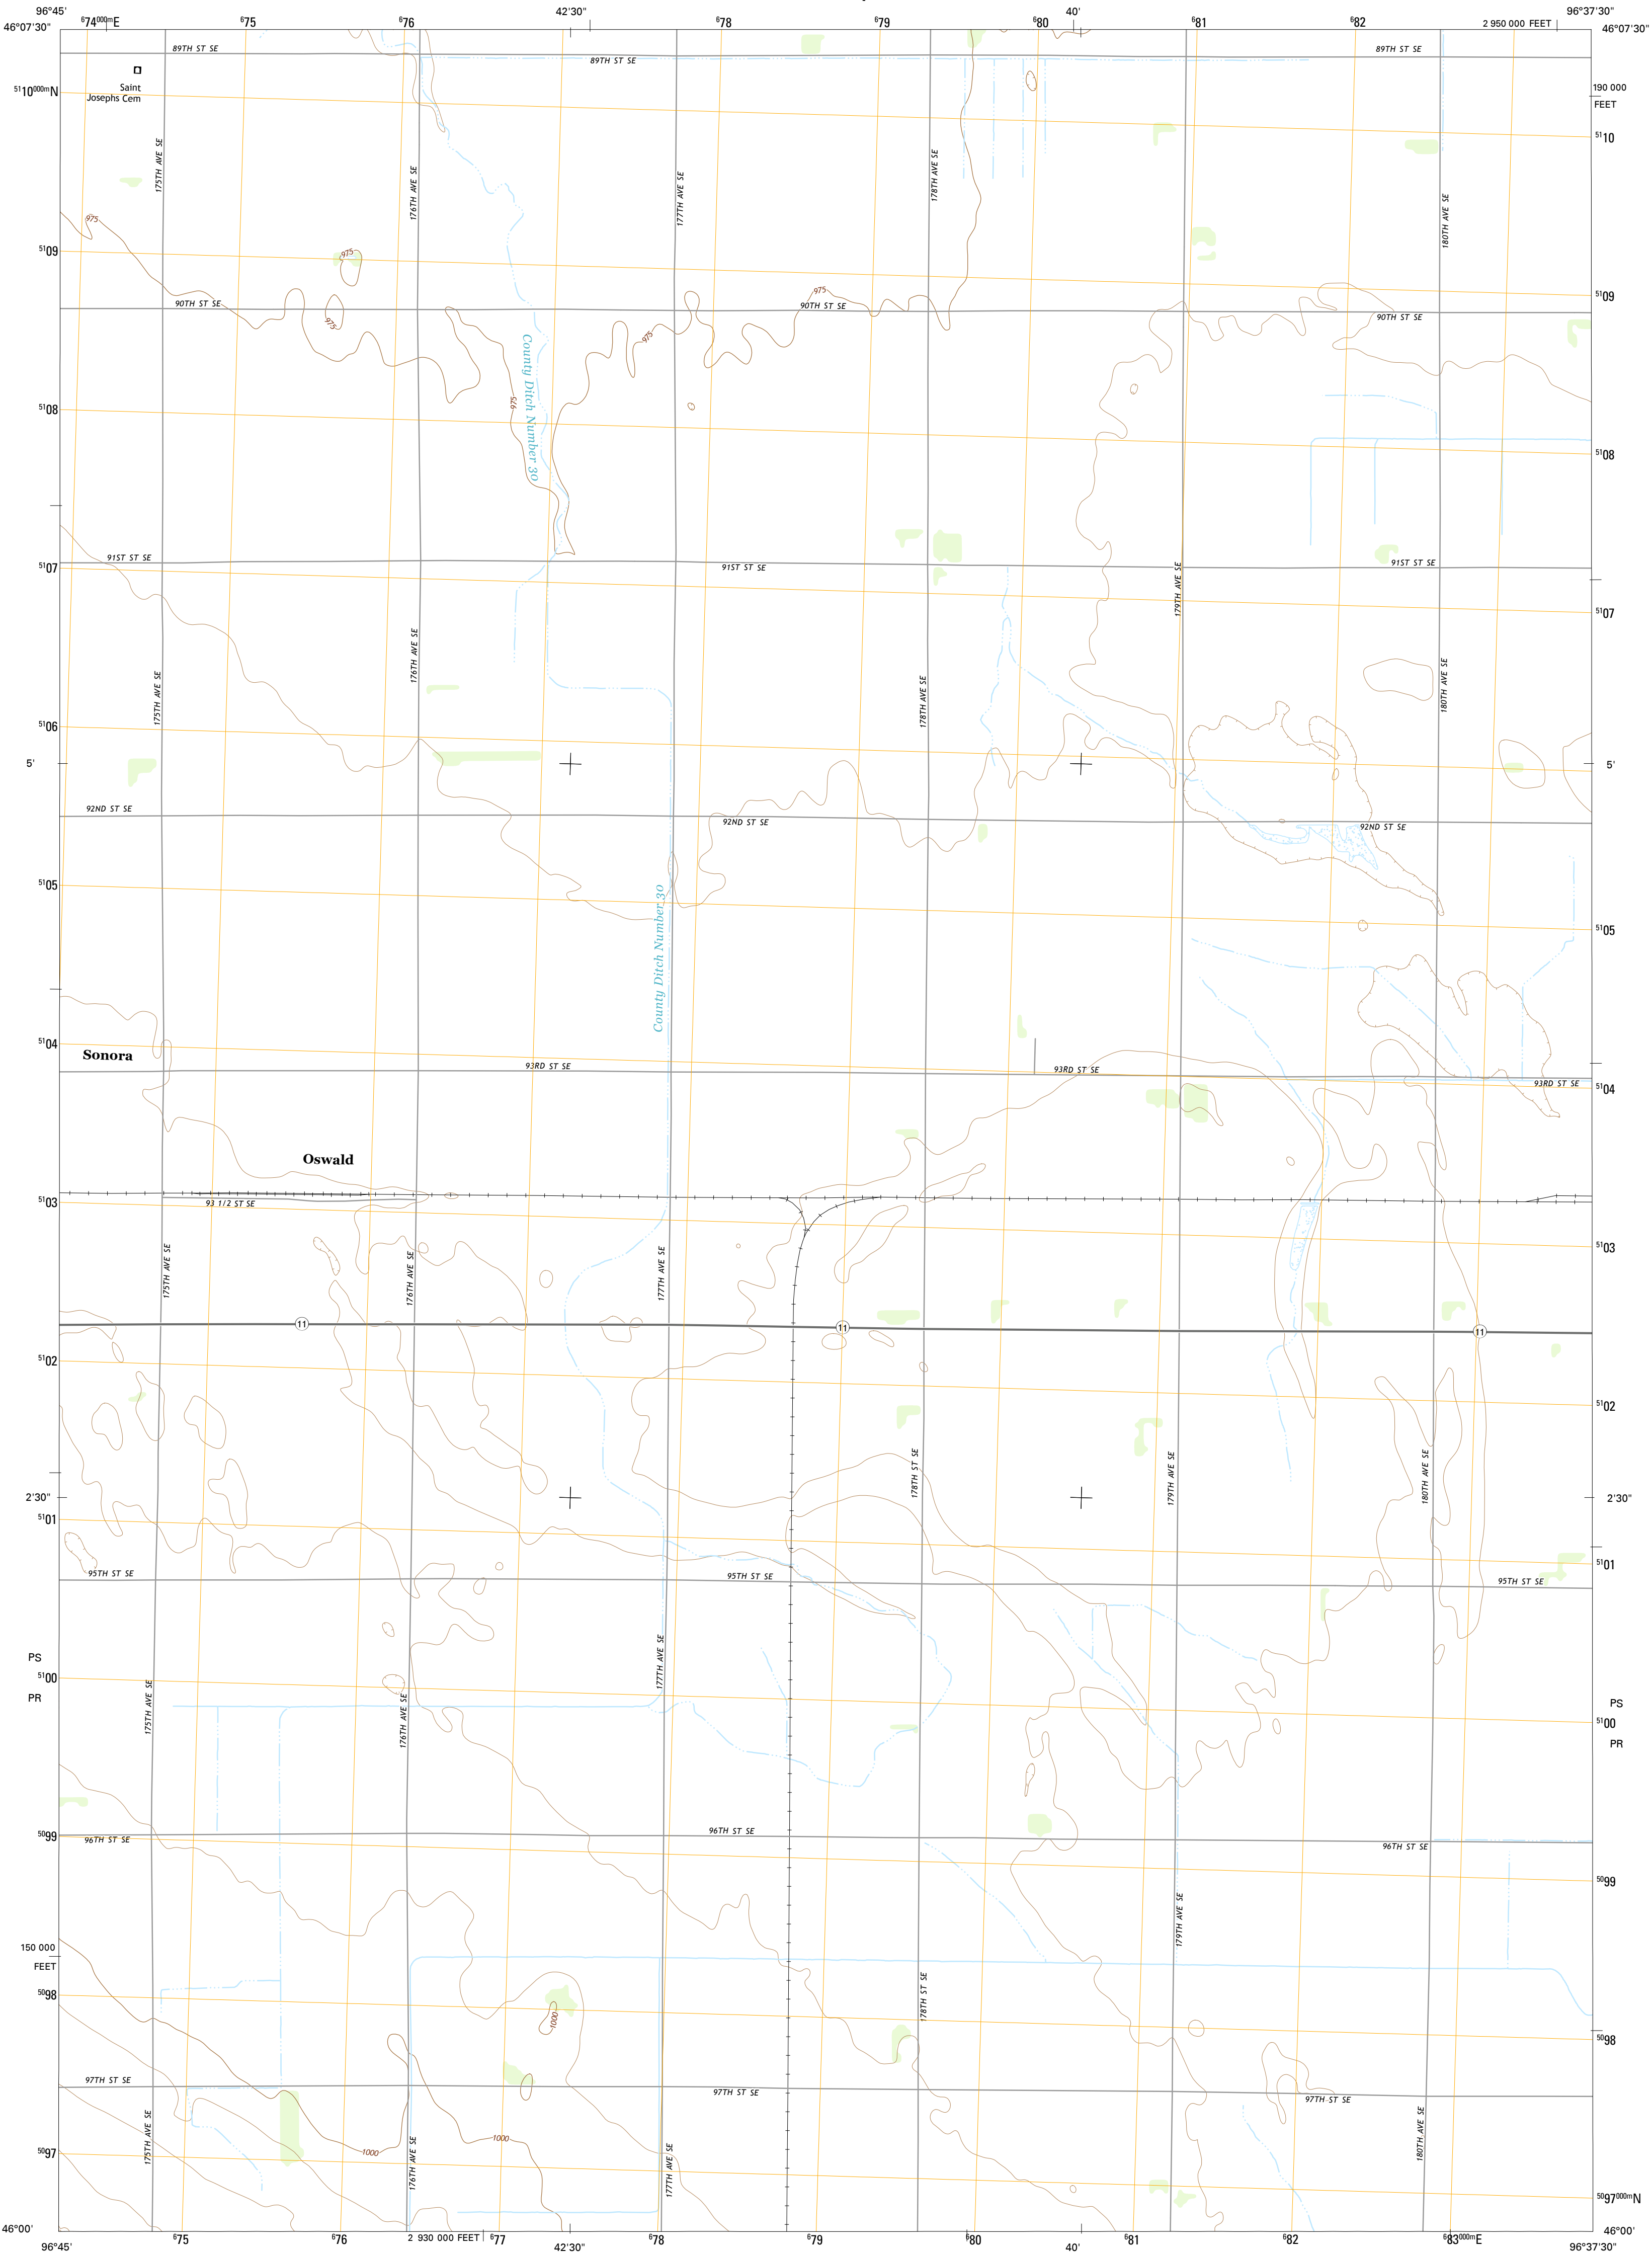 96°45'
⁶74⁰⁰⁰ᵐE
⁶75
⁶76
42'30"
⁶78
⁶79
⁶80
40'
⁶81
⁶82
2 950 000 FEET
96°37'30"
46°07'30"
46°07'30"
89TH ST SE
89TH ST SE
89TH ST SE
Saint
Josephs Cem
⁵¹10⁰⁰⁰ᵐN
190 000
FEET
⁵¹10
175TH AVE SE
176TH AVE SE
177TH AVE SE
178TH AVE SE
180TH AVE SE
975
975
⁵¹09
⁵¹09
90TH ST SE
975
975
90TH ST SE
90TH ST SE
975
County Ditch Number 30
975
⁵¹08
⁵¹08
91ST ST SE
91ST ST SE
91ST ST SE
⁵¹07
⁵¹07
179TH AVE SE
175TH AVE SE
176TH AVE SE
178TH AVE SE
180TH AVE SE
⁵¹06
5'
5'
92ND ST SE
92ND ST SE
92ND ST SE
⁵¹05
⁵¹05
County Ditch Number 30
⁵¹04
Sonora
93RD ST SE
93RD ST SE
93RD ST SE
⁵¹04
Oswald
⁵¹03
93 1/2 ST SE
⁵¹03
175TH AVE SE
176TH AVE SE
177TH AVE SE
11
11
11
⁵¹02
⁵¹02
178TH ST SE
179TH AVE SE
180TH AVE SE
2'30"
2'30"
⁵¹01
⁵¹01
95TH ST SE
95TH ST SE
95TH ST SE
PS
PR
⁵¹00
177TH AVE SE
175TH AVE SE
176TH AVE SE
PS
⁵¹00
PR
⁵⁰99
96TH ST SE
96TH ST SE
96TH ST SE
⁵⁰99
179TH AVE SE
150 000
FEET
⁵⁰98
178TH ST SE
1000
⁵⁰98
97TH ST SE
97TH ST SE
97TH ST SE
175TH AVE SE
176TH AVE SE
177TH AVE SE
180TH AVE SE
1000
1000
⁵⁰97
⁵⁰97⁰⁰⁰ᵐN
46°00'
46°00'
96°45'
⁶75
⁶76
2 930 000 FEET
⁶77
42'30"
⁶78
⁶79
⁶80
40'
⁶81
⁶82
⁶83⁰⁰⁰ᵐE
96°37'30"